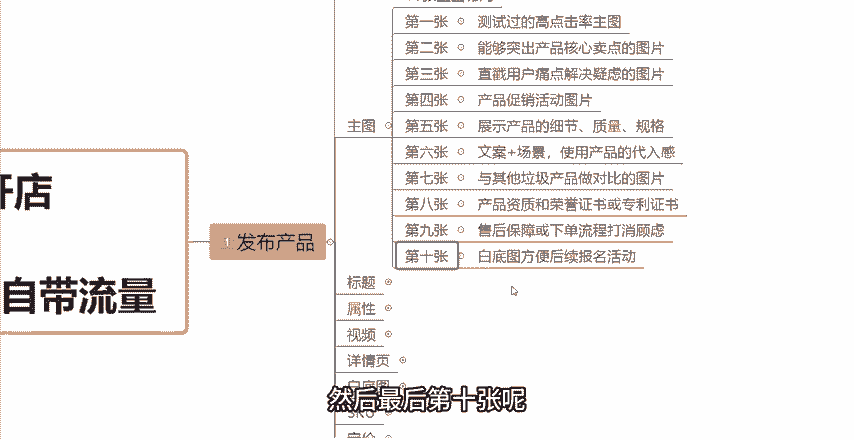 第一张 测试过的高点击率主图
第二张 能够突出产品核心卖点的图片
第三张 直戳用户痛点解决疑虑的图片
第四张 产品促销活动图片
主图 第五张 展示产品的细节、质量、规格
第六张 文案+场景，使用产品的代入感
第七张 与其他垃圾产品做对比的图片
第八张 产品资质和荣誉证书或专利证书
第九张 售后保障或下单流程打消顾虑
第十张 白底图方便后续报名活动
开店
自带流量
1 发布产品
标题
属性
视频
详情页
白底图
SKU
定价
然后最后第十张呢